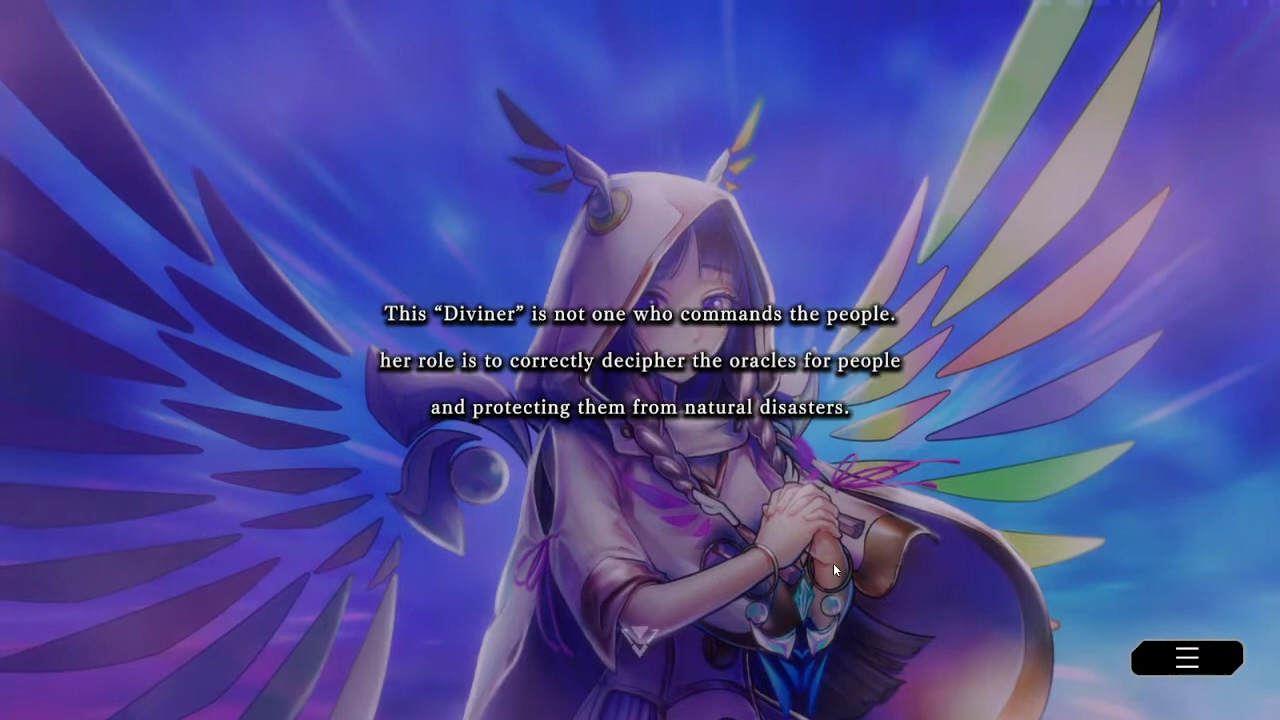 This “Diviner” is not one who commands the people.
her role is to correctly decipher the oracles for people
and protecting them from natural disasters.